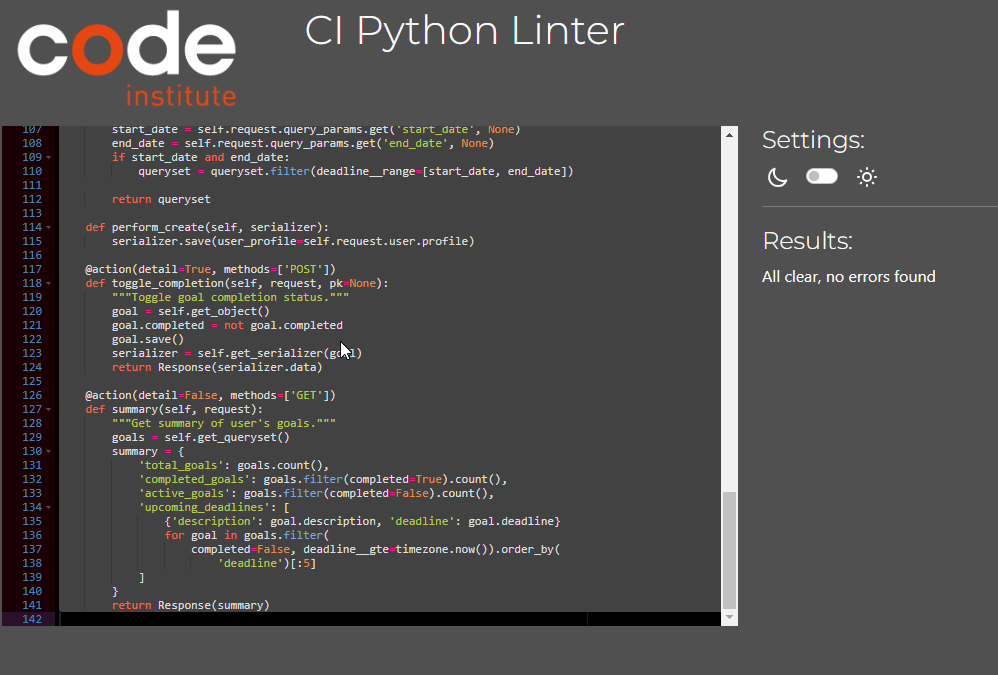 code
institute
CI Python Linter
107 start_date = self.request.query_params.get('start_date', None)
108 end_date = self.request.query_params.get('end_date', None)
109 if start_date and end_date:
110 queryset = queryset.filter(deadline__range=[start_date, end_date])
111
112 return queryset
113
114 def perform_create(self, serializer):
115 serializer.save(user_profile=self.request.user.profile)
116
117 @action(detail=True, methods=['POST'])
118 def toggle_completion(self, request, pk=None):
119 """Toggle goal completion status."""
120 goal = self.get_object()
121 goal.completed = not goal.completed
122 goal.save()
123 serializer = self.get_serializer(goal)
124 return Response(serializer.data)
125
126 @action(detail=False, methods=['GET'])
127 def summary(self, request):
128 """Get summary of user's goals."""
129 goals = self.get_queryset()
130 summary = {
131 'total_goals': goals.count(),
132 'completed_goals': goals.filter(completed=True).count(),
133 'active_goals': goals.filter(completed=False).count(),
134 'upcoming_deadlines': [
135 {'description': goal.description, 'deadline': goal.deadline}
136 for goal in goals.filter(
137 completed=False, deadline__gte=timezone.now()).order_by(
138 'deadline')[:5]
139 ]
140 }
141 return Response(summary)
142
Settings:
Results:
All clear, no errors found